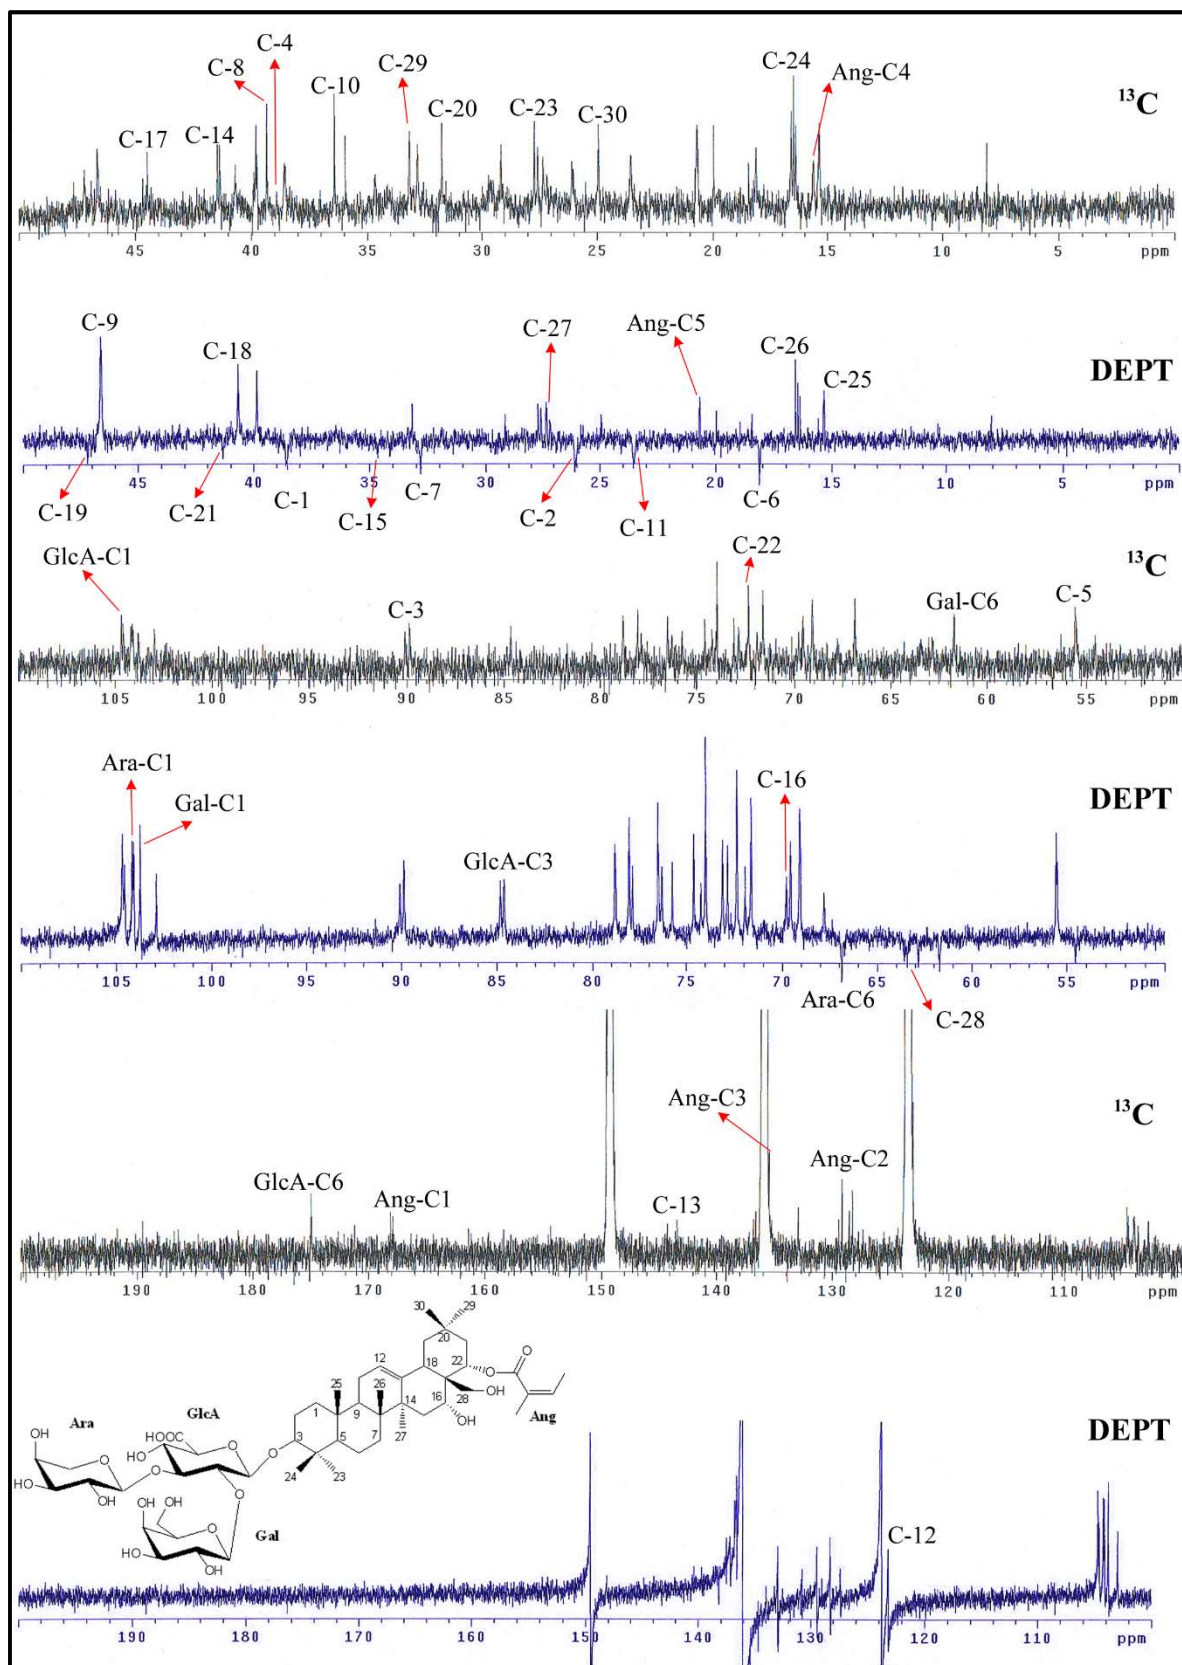 C-4
C-8
C-29
C-24
Ang-C4
¹³C
C-10
C-20
C-23
C-30
C-17
C-14
45 40 35 30 25 20 15 10 5 ppm
C-9
C-27
Ang-C5
C-26
DEPT
C-18
C-25
45 40 35 30 25 20 15 10 5 ppm
C-19
C-21
C-1
C-15
C-7
C-2
C-11
C-6
GlcA-C1
C-22
¹³C
C-3
Gal-C6
C-5
105 100 95 90 85 80 75 70 65 60 55 ppm
Ara-C1
Gal-C1
C-16
DEPT
GlcA-C3
105 100 95 90 85 80 75 70 65 60 55 ppm
Ara-C6
C-28
Ang-C3
¹³C
Ang-C2
GlcA-C6
Ang-C1
C-13
190 180 170 160 150 140 130 120 110 ppm
30 29
20
12 18 22 O O
25 26 28 OH
Ara GlcA 1 9 14 16 OH Ang
OH HOOC O 3 5 7 27
HO O O
O O 24 23
HO OH O
OH OH
O Gal
HO OH
C-12
190 180 170 160 150 140 130 120 110 ppm